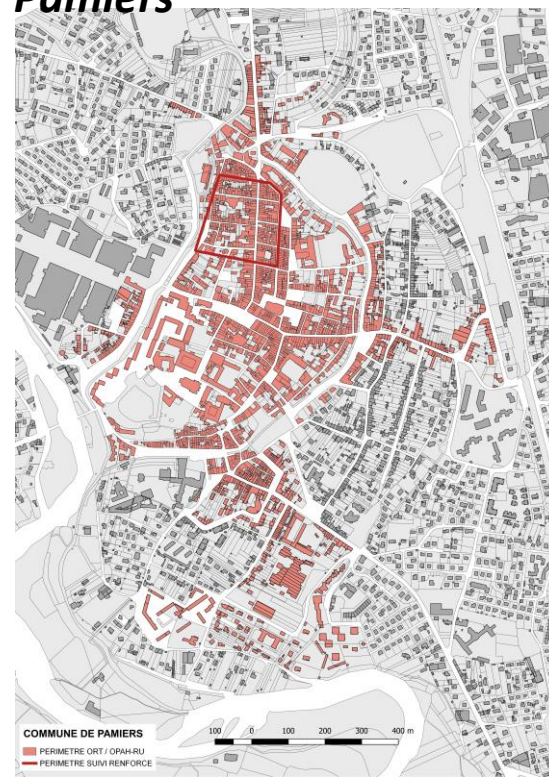 Pamiers
COMMUNE DE PAMIERS
PERIMETRE ORT / OPAH-RU
PERIMETRE SUIVI RENFORCE
100 0 100 200 300 400 m